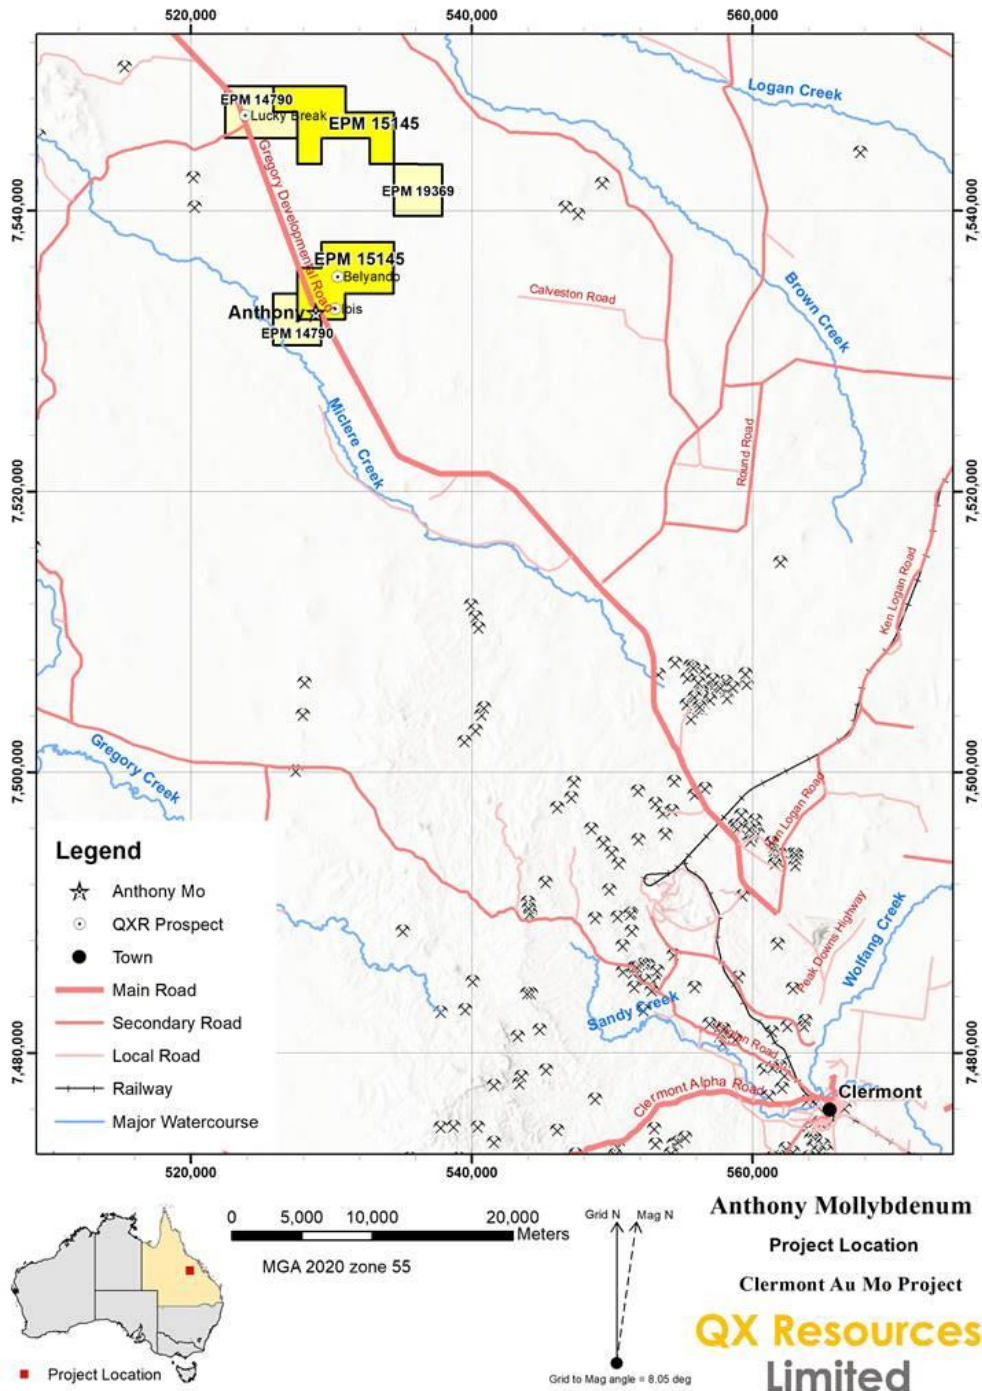 520,000
540,000
560,000
Logan Creek
EPM 14790
Lucky Break
EPM 15145
EPM 19369
7,540,000
7,540,000
Gregory Developmental Road
EPM 15145
Belyando
Ibis
Anthony
EPM 14790
Calveston Road
Brown Creek
Miclere Creek
Round Road
7,520,000
7,520,000
Ken Logan Road
Gregory Creek
7,500,000
7,500,000
Ken Logan Road
Peak Downs Highway
Wolfang Creek
Sandy Creek
Road
7,480,000
7,480,000
Clermont Alpha Road
Clermont
Legend
Anthony Mo
QXR Prospect
Town
Main Road
Secondary Road
Local Road
Railway
Major Watercourse
520,000
540,000
560,000
0 5,000 10,000 20,000
Meters
MGA 2020 zone 55
Grid N Mag N
Grid to Mag angle = 8.05 deg
Project Location
Anthony Mollybdenum
Project Location
Clermont Au Mo Project
QX Resources
Limited